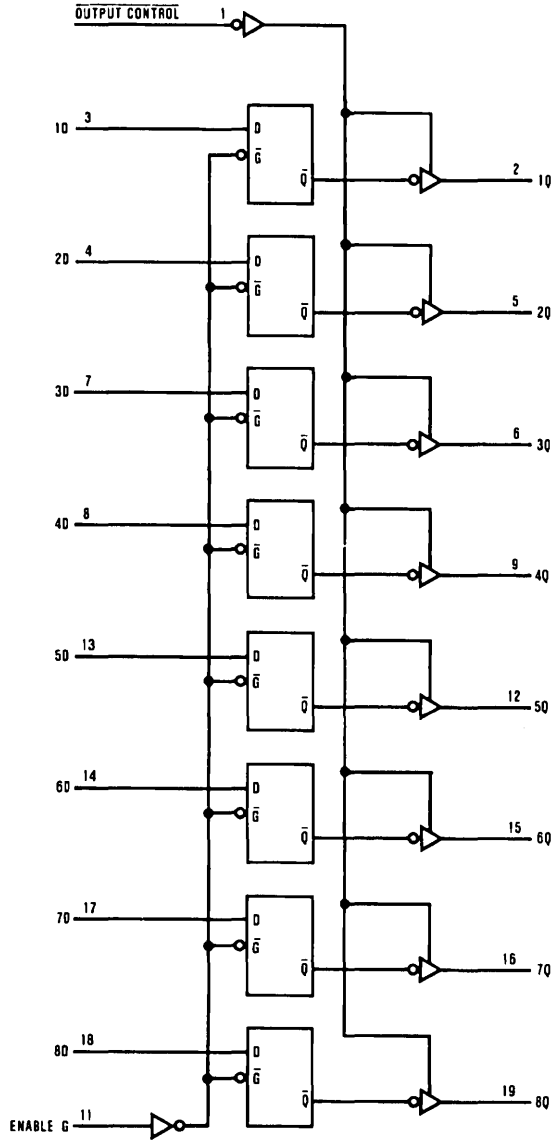 OUTPUT CONTROL 1
1D 3 D G Q 2 1Q
2D 4 D G Q 5 2Q
3D 7 D G Q 6 3Q
4D 8 D G Q 9 4Q
5D 13 D G Q 12 5Q
6D 14 D G Q 15 6Q
7D 17 D G Q 16 7Q
8D 18 D G Q 19 8Q
ENABLE G 11